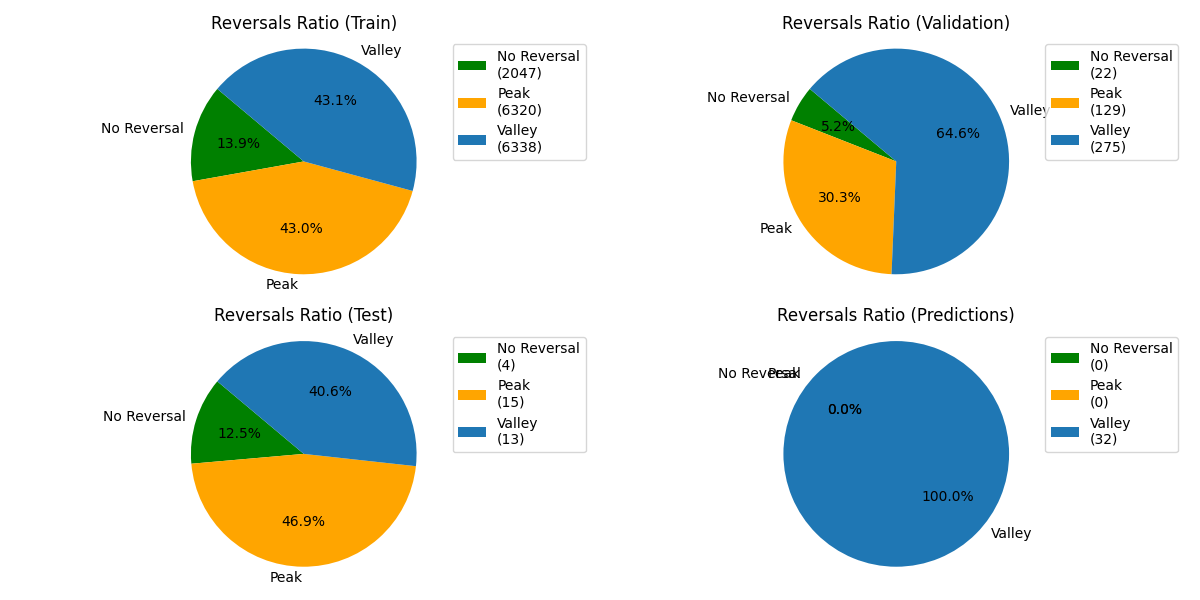 Reversals Ratio (Train)
Valley
No Reversal
Peak
43.1%
13.9%
43.0%
No Reversal
(2047)
Peak
(6320)
Valley
(6338)
Reversals Ratio (Validation)
No Reversal
Peak
Valley
5.2%
30.3%
64.6%
No Reversal
(22)
Peak
(129)
Valley
(275)
Reversals Ratio (Test)
Valley
No Reversal
Peak
40.6%
12.5%
46.9%
No Reversal
(4)
Peak
(15)
Valley
(13)
Reversals Ratio (Predictions)
No Reversal
Peak
0.0%
0.0%
100.0%
Valley
No Reversal
(0)
Peak
(0)
Valley
(32)